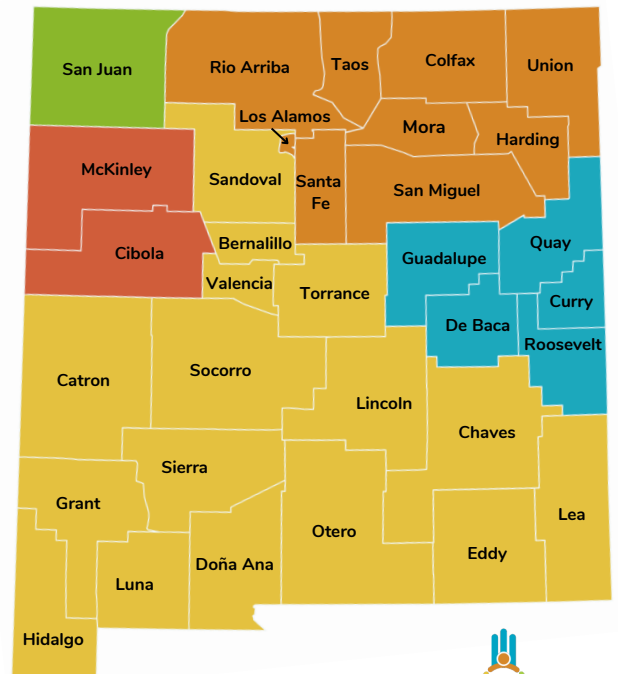 San Juan
Rio Arriba
Taos
Colfax
Union
Los Alamos
Mora
Harding
McKinley
Sandoval
Santa
Fe
San Miguel
Cibola
Bernalillo
Guadalupe
Quay
Valencia
Torrance
Curry
De Baca
Roosevelt
Catron
Socorro
Lincoln
Chaves
Sierra
Grant
Lea
Otero
Doña Ana
Eddy
Luna
Hidalgo